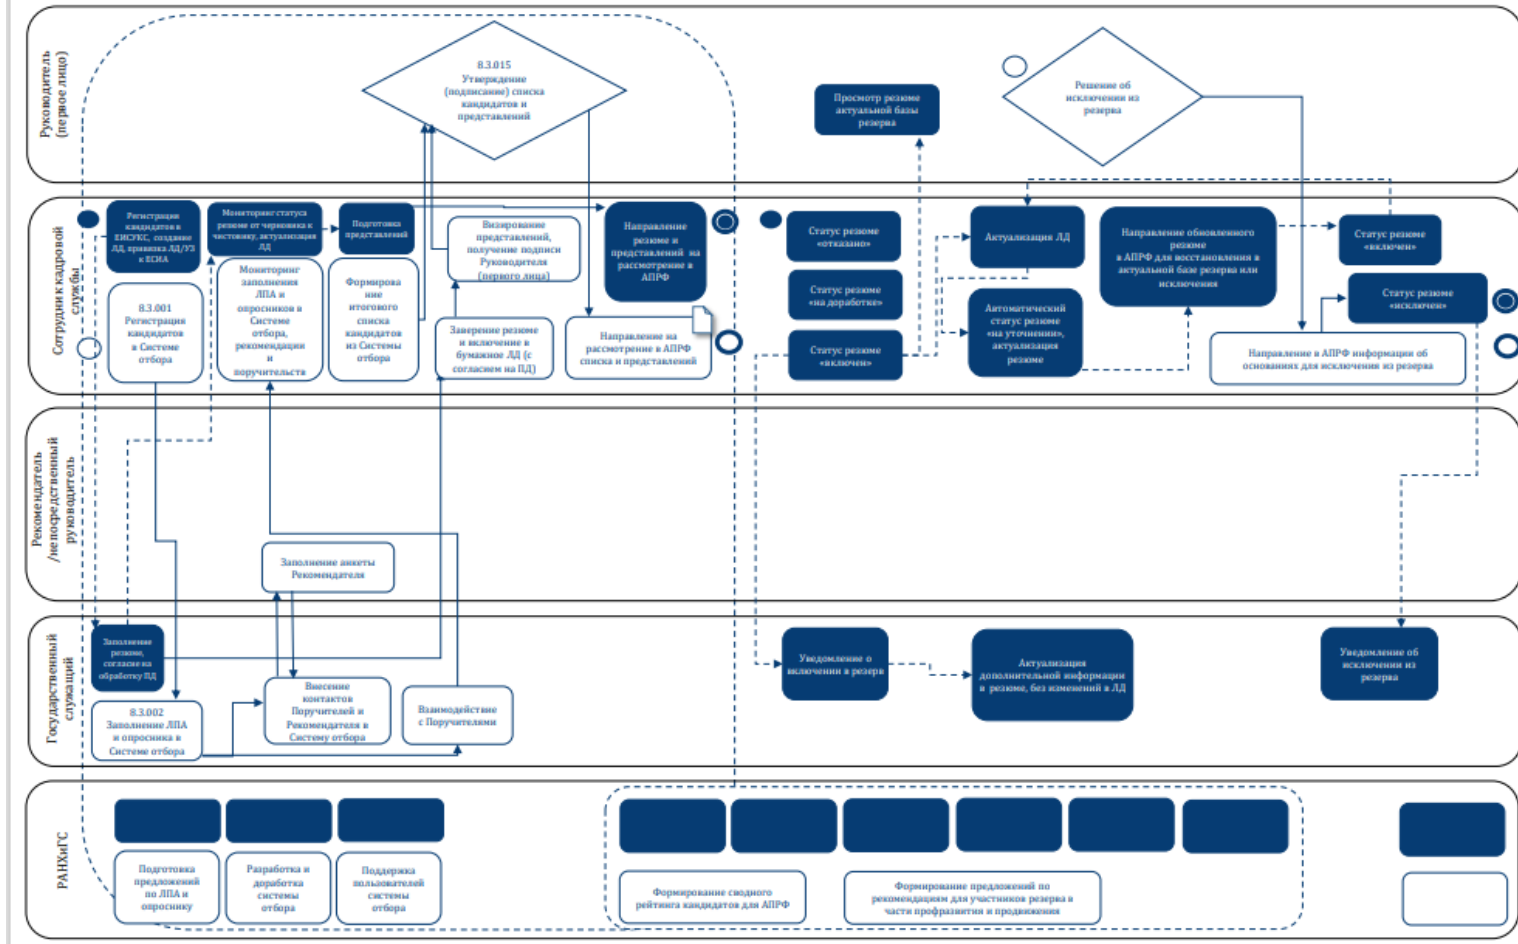 Руководитель
(первое лицо)
8.3.015
Утверждение
(подписание) списка
кандидатов и
представлений
Просмотр резюме
актуальной базы
резерва
Решение об
исключении из
резерва
Сотрудник кадровой
службы
Регистрация
кандидатов в
ЕИСУКС, создание
ЛД, привязка ЛД/УЗ
к ЕСИА
Мониторинг статуса
резюме от черновика к
чистовику, актуализация
ЛД
Подготовка
представлений
8.3.001
Регистрация
кандидатов
в Системе
отбора
Мониторинг
заполнения
ЛПА и
опросников в
Системе
отбора,
рекомендации
и
поручительств
Формирова
ние
итогового
списка
кандидатов
из Системы
отбора
Визирование
представлений,
получение подписи
Руководителя
(первого лица)
Заверение резюме
и включение в
бумажное ЛД (с
согласием на ПД)
Направление
резюме и
представлений на
рассмотрение в
АПРФ
Направление на
рассмотрение в АПРФ
списка и представлений
Статус резюме
«отказано»
Статус резюме
«на доработке»
Статус резюме
«включен»
Актуализация ЛД
Автоматический
статус резюме
«на уточнении»,
актуализация
резюме
Направление обновленного
резюме
в АПРФ для восстановления в
актуальной базе резерва или
исключения
Статус резюме
«включен»
Статус резюме
«исключен»
Направление в АПРФ информации об
основаниях для исключения из резерва
Рекомендатель
/непосредственный
руководитель
Заполнение анкеты
Рекомендателя
Государственный
служащий
Заполнение
резюме,
согласие на
обработку ПД
8.3.002
Заполнение ЛПА
и опросника в
Системе отбора
Внесение
контактов
Поручителей и
Рекомендателя в
Систему отбора
Взаимодействие
с Поручителями
Уведомление о
включении в резерв
Актуализация
дополнительной информации
в резюме, без изменений в ЛД
Уведомление об
исключении из
резерва
РАНХиГС
Подготовка
предложений
по ЛПА и
опроснику
Разработка и
доработка
системы
отбора
Поддержка
пользователей
системы
отбора
Формирование сводного
рейтинга кандидатов для АПРФ
Формирование предложений по
рекомендациям для участников резерва в
части профразвития и продвижения